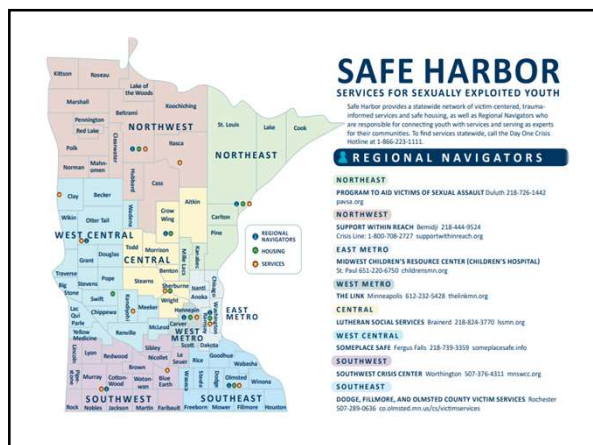 SAFE HARBOR
SERVICES FOR SEXUALLY EXPLOITED YOUTH
Safe Harbor provides a statewide network of victim-centered, trauma-
informed services and safe housing, as well as Regional Navigators who
are responsible for connecting youth with services and serving as experts
for their communities. To find services statewide, call the Day One Crisis
Hotline at 1-866-223-1111.
REGIONAL NAVIGATORS
NORTHEAST
PROGRAM TO AID VICTIMS OF SEXUAL ASSAULT Duluth 218-726-1442
pavsa.org
NORTHWEST
SUPPORT WITHIN REACH Bemidji 218-444-9524
Crisis Line: 1-800-708-2727 supportwithinreach.org
EAST METRO
MIDWEST CHILDREN'S RESOURCE CENTER (CHILDREN'S HOSPITAL)
St. Paul 651-220-6750 childrensmn.org
WEST METRO
THE LINK Minneapolis 612-232-5428 thelinkmn.org
CENTRAL
LUTHERAN SOCIAL SERVICES Brainerd 218-824-3770 lssmn.org
WEST CENTRAL
SOMEPLACE SAFE Fergus Falls 218-739-3359 someplacesafe.info
SOUTHWEST
SOUTHWEST CRISIS CENTER Worthington 507-376-4311 mnswcc.org
SOUTHEAST
DODGE, FILLMORE, AND OLMSTED COUNTY VICTIM SERVICES Rochester
507-289-0636 co.olmsted.mn.us/cs/victimservices
REGIONAL
NAVIGATORS
HOUSING
SERVICES
Kittson
Roseau
Lake of
the Woods
Marshall
Koochiching
Beltrami
Pennington
Red Lake
NORTHWEST
St. Louis
Lake
Cook
Polk
Clearwater
Itasca
NORTHEAST
Norman
Mah-
nomen
Hubbard
Cass
Clay
Becker
Aitkin
Wadena
Crow
Wing
Carlton
Wilkin
Otter Tail
Pine
WEST CENTRAL
Todd
Morrison
Mille Lacs
Kanabec
Grant
Douglas
CENTRAL
Benton
Traverse
Stevens
Pope
Stearns
Sherburne
Isanti
Chisago
Big
Stone
Swift
Anoka
Kandiyohi
Meeker
Wright
Hennepin
Ramsey
Washington
EAST
METRO
Lac
Qui
Parle
Chippewa
Yellow
Medicine
Renville
McLeod
Carver
WEST
METRO
Scott
Dakota
Sibley
Lincoln
Lyon
Redwood
Nicollet
Le
Sueur
Rice
Goodhue
Wabasha
Pipe-
stone
Murray
Cotton-
Wood
Brown
Waton-
wan
Blue
Earth
Waseca
Steele
Dodge
Olmsted
Winona
SOUTHWEST
SOUTHEAST
Rock
Nobles
Jackson
Martin
Faribault
Freeborn
Mower
Fillmore
Houston